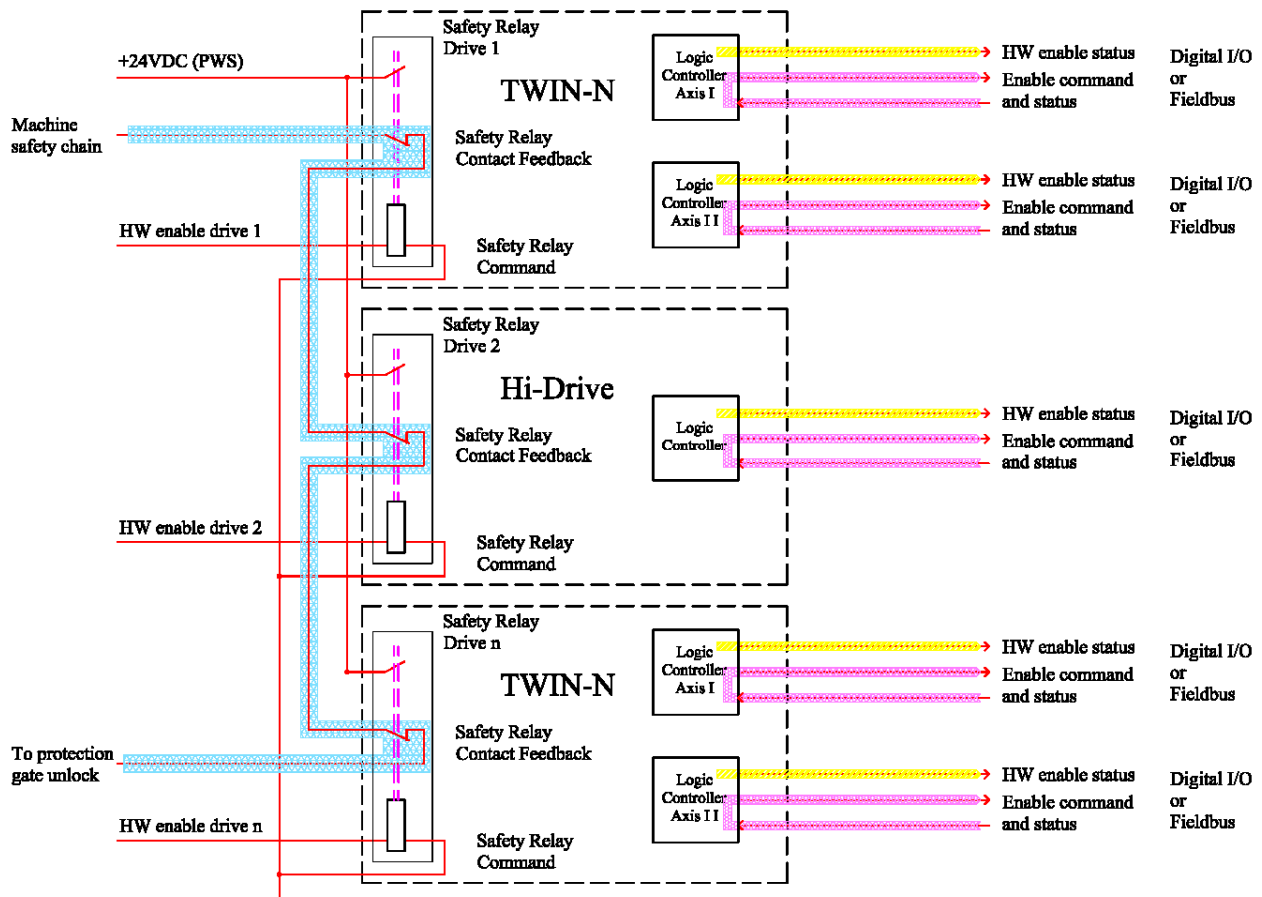 Safety Relay
Drive 1
+24VDC (PWS)
TWIN-N
Logic
Controller
Axis I
HW enable status
Enable command
and status
Digital I/O
or
Fieldbus
Machine
safety chain
Safety Relay
Contact Feedback
Logic
Controller
Axis I I
HW enable status
Enable command
and status
Digital I/O
or
Fieldbus
HW enable drive 1
Safety Relay
Command
Safety Relay
Drive 2
Hi-Drive
Logic
Controller
HW enable status
Enable command
and status
Digital I/O
or
Fieldbus
Safety Relay
Contact Feedback
HW enable drive 2
Safety Relay
Command
Safety Relay
Drive n
TWIN-N
Logic
Controller
Axis I
HW enable status
Enable command
and status
Digital I/O
or
Fieldbus
Safety Relay
Contact Feedback
To protection
gate unlock
Logic
Controller
Axis I I
HW enable status
Enable command
and status
Digital I/O
or
Fieldbus
HW enable drive n
Safety Relay
Command